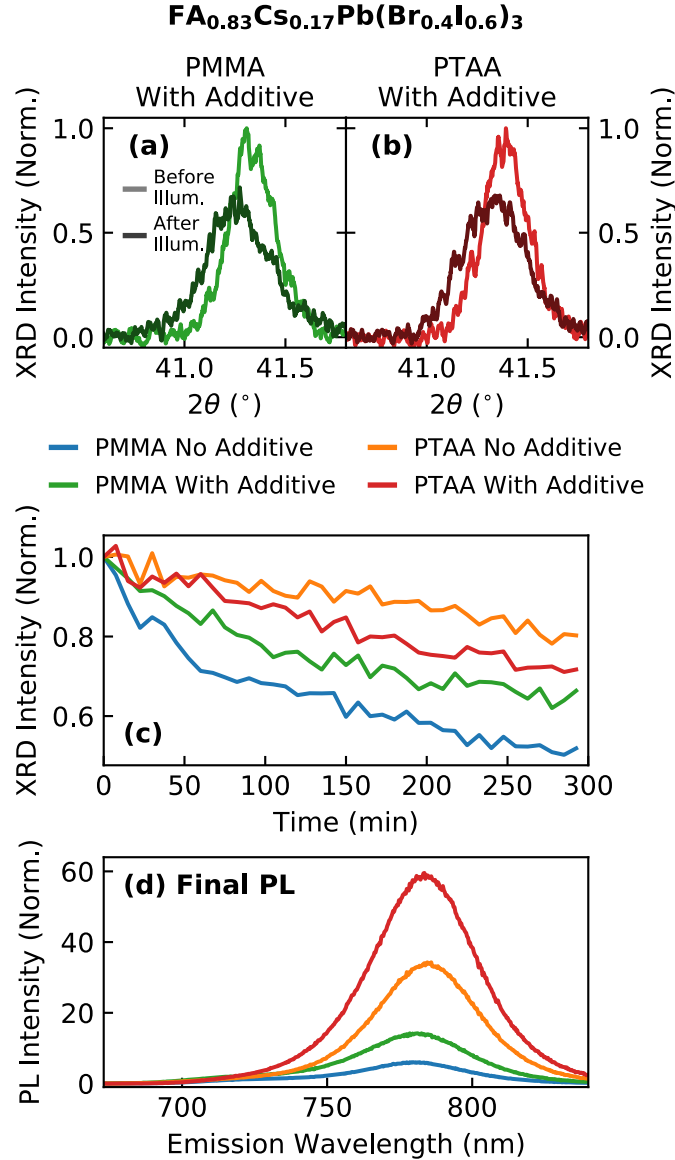 FA₀.₈₃Cs₀.₁₇Pb(Br₀.₄I₀.₆)₃
PMMA
With Additive
PTAA
With Additive
XRD Intensity (Norm.)
1.0
0.5
0.0
(a)
Before
Illum.
After
Illum.
41.0
41.5
2θ (°)
(b)
41.0
41.5
2θ (°)
1.0
0.5
0.0
XRD Intensity (Norm.)
PMMA No Additive
PTAA No Additive
PMMA With Additive
PTAA With Additive
XRD Intensity (Norm.)
1.0
0.8
0.6
(c)
0
50
100
150
200
250
300
Time (min)
PL Intensity (Norm.)
60
40
20
0
(d) Final PL
700
750
800
Emission Wavelength (nm)